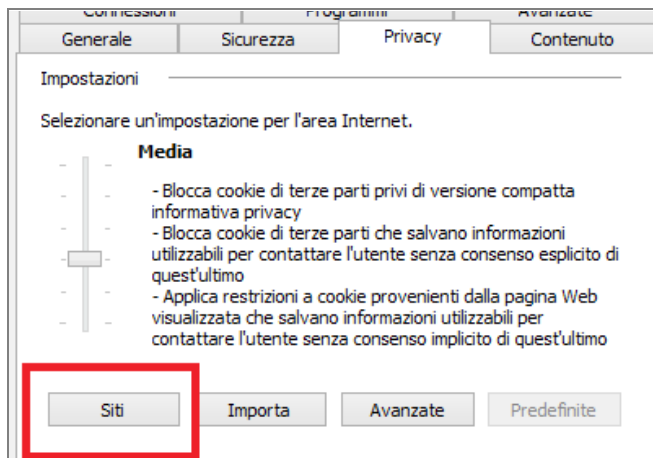 Connessioni Programmi Avanzate
Generale Sicurezza Privacy Contenuto
Impostazioni
Selezionare un'impostazione per l'area Internet.
Media
- Blocca cookie di terze parti privi di versione compatta
informativa privacy
- Blocca cookie di terze parti che salvano informazioni
utilizzabili per contattare l'utente senza consenso esplicito di
quest'ultimo
- Applica restrizioni a cookie provenienti dalla pagina Web
visualizzata che salvano informazioni utilizzabili per
contattare l'utente senza consenso implicito di quest'ultimo
Siti Importa Avanzate Predefinite